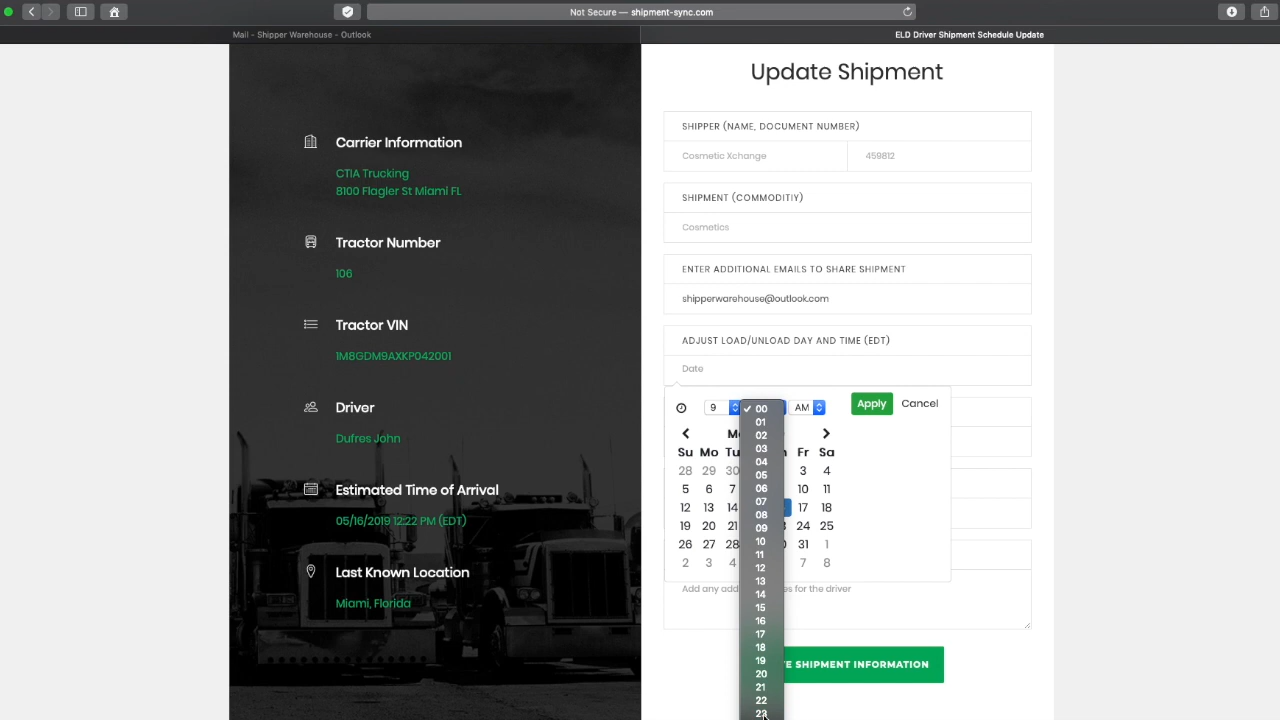 Not Secure — shipment-sync.com
Mail - Shipper Warehouse - Outlook
ELD Driver Shipment Schedule Update
Carrier Information
CTIA Trucking
8100 Flagler St Miami FL
Tractor Number
106
Tractor VIN
1M8GDM9AXKP042001
Driver
Dufres John
Estimated Time of Arrival
05/16/2019 12:22 PM (EDT)
Last Known Location
Miami, Florida
Update Shipment
SHIPPER (NAME, DOCUMENT NUMBER)
Cosmetic Xchange 459812
SHIPMENT (COMMODITIY)
Cosmetics
ENTER ADDITIONAL EMAILS TO SHARE SHIPMENT
shipperwarehouse@outlook.com
ADJUST LOAD/UNLOAD DAY AND TIME (EDT)
Date
9 AM Apply Cancel
Su Mo Fr Sa
28 29 30 3 4
5 6 7 10 11
12 13 14 17 18
19 20 21 24 25
26 27 28 31 1
2 3 4 7 8
✓ 00
01
02
03
04
05
06
07
08
09
10
11
12
13
14
15
16
17
18
19
20
21
22
23
Add any for the driver
SHIPMENT INFORMATION